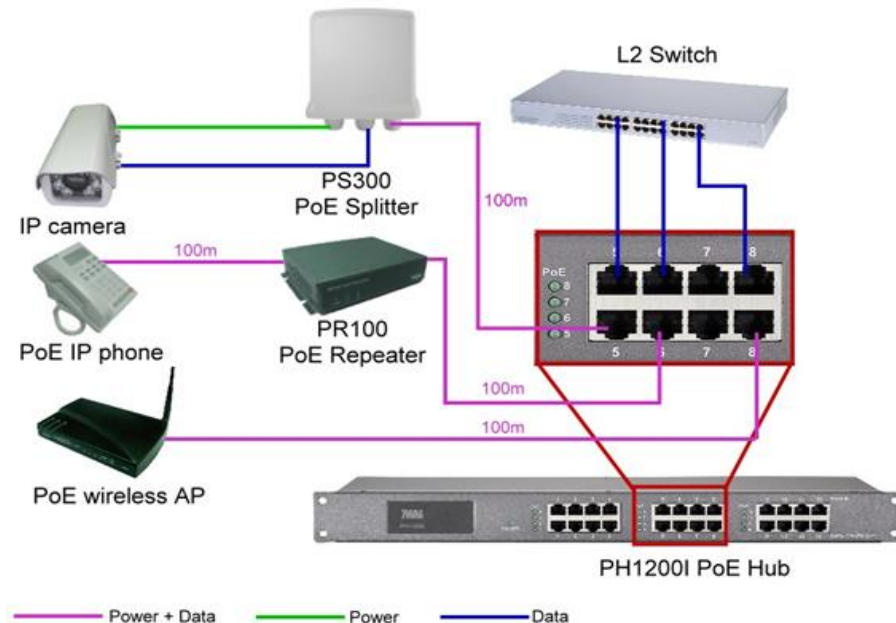 L2 Switch
PS300
PoE Splitter
100m
IP camera
100m
PoE IP phone
PR100
PoE Repeater
5 6 7 8
PoE
8
7
6
5
5 6 7 8
100m
100m
PoE wireless AP
PH1200I PoE Hub
Power + Data
Power
Data